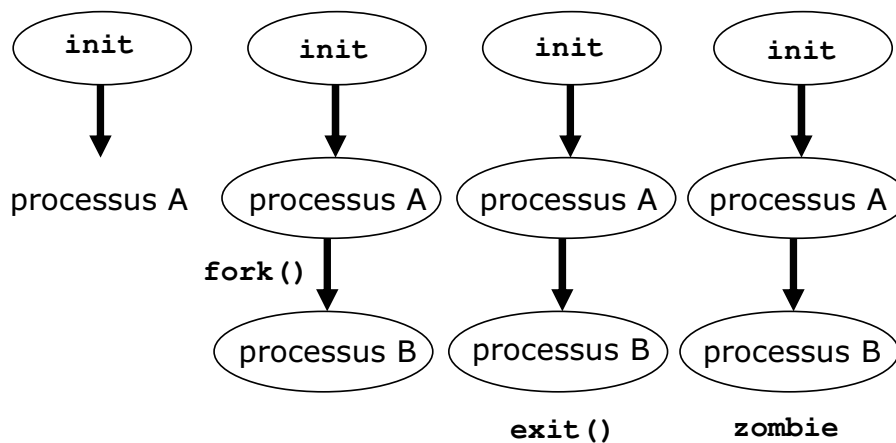 init
init
init
init
processus A
processus A
processus A
processus A
fork()
processus B
processus B
processus B
exit()
zombie